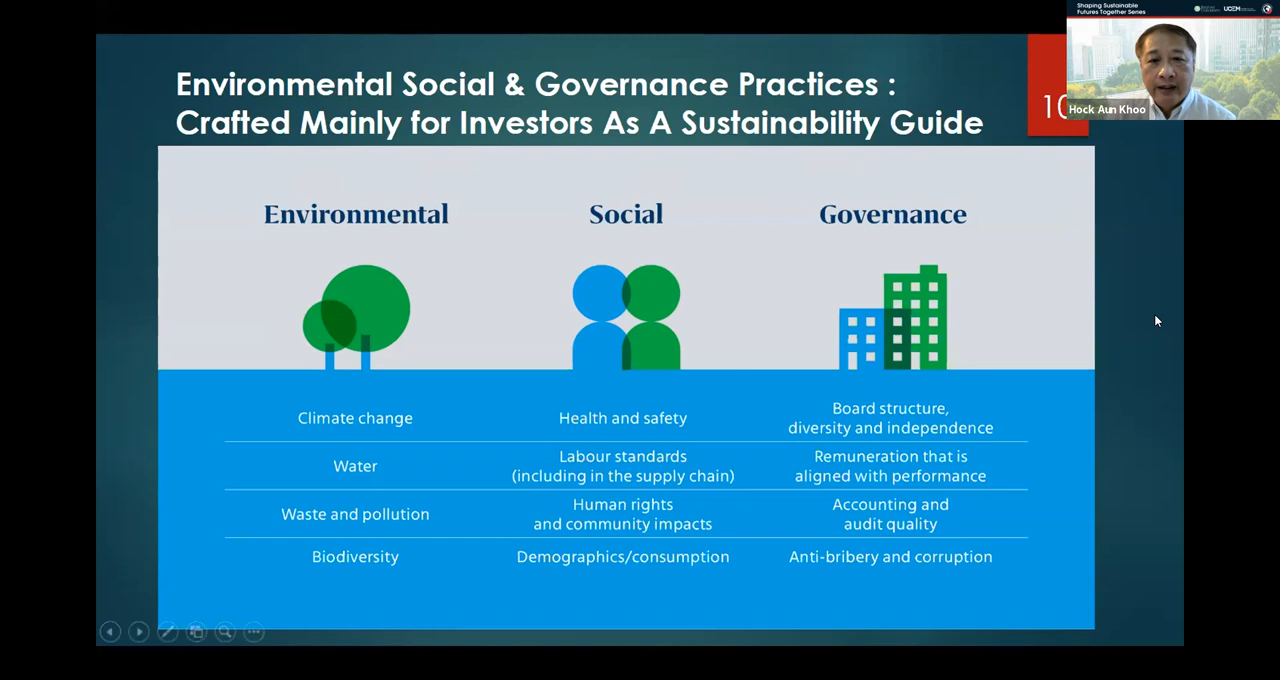 Shaping Sustainable
Futures Together Series
UCEM
Hock Aun Khoo
10
Environmental Social & Governance Practices :
Crafted Mainly for Investors As A Sustainability Guide
Environmental
Social
Governance
Climate change
Health and safety
Board structure,
diversity and independence
Water
Labour standards
(including in the supply chain)
Remuneration that is
aligned with performance
Waste and pollution
Human rights
and community impacts
Accounting and
audit quality
Biodiversity
Demographics/consumption
Anti-bribery and corruption